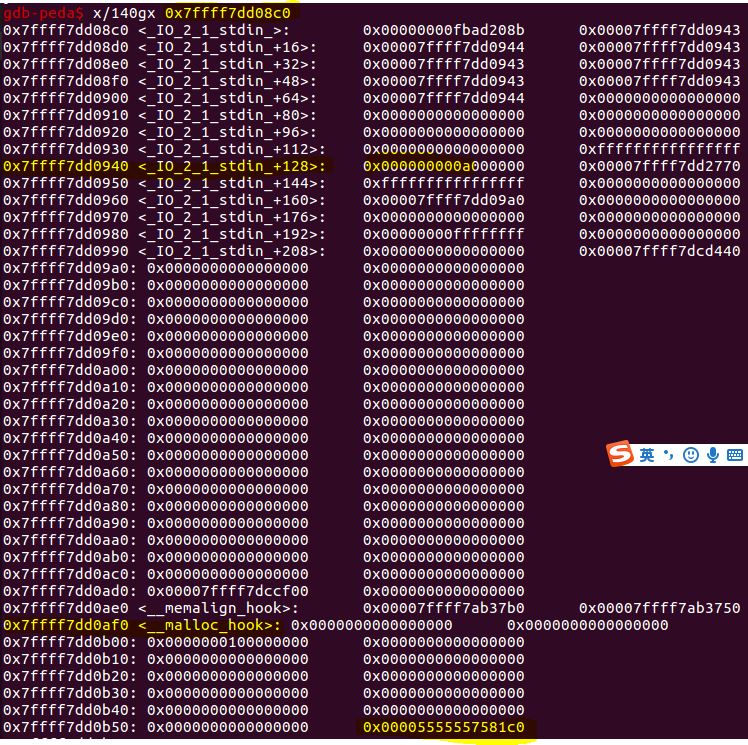 gdb-peda$ x/140gx 0x7ffff7dd08c0
0x7ffff7dd08c0 <_IO_2_1_stdin_>: 0x00000000fbad208b 0x00007ffff7dd0943
0x7ffff7dd08d0 <_IO_2_1_stdin_+16>: 0x00007ffff7dd0944 0x00007ffff7dd0943
0x7ffff7dd08e0 <_IO_2_1_stdin_+32>: 0x00007ffff7dd0943 0x00007ffff7dd0943
0x7ffff7dd08f0 <_IO_2_1_stdin_+48>: 0x00007ffff7dd0943 0x00007ffff7dd0943
0x7ffff7dd0900 <_IO_2_1_stdin_+64>: 0x00007ffff7dd0944 0x0000000000000000
0x7ffff7dd0910 <_IO_2_1_stdin_+80>: 0x0000000000000000 0x0000000000000000
0x7ffff7dd0920 <_IO_2_1_stdin_+96>: 0x0000000000000000 0x0000000000000000
0x7ffff7dd0930 <_IO_2_1_stdin_+112>: 0x0000000000000000 0xffffffffffffffff
0x7ffff7dd0940 <_IO_2_1_stdin_+128>: 0x000000000a000000 0x00007ffff7dd2770
0x7ffff7dd0950 <_IO_2_1_stdin_+144>: 0xffffffffffffffff 0x0000000000000000
0x7ffff7dd0960 <_IO_2_1_stdin_+160>: 0x00007ffff7dd09a0 0x0000000000000000
0x7ffff7dd0970 <_IO_2_1_stdin_+176>: 0x0000000000000000 0x0000000000000000
0x7ffff7dd0980 <_IO_2_1_stdin_+192>: 0x00000000ffffffff 0x0000000000000000
0x7ffff7dd0990 <_IO_2_1_stdin_+208>: 0x0000000000000000 0x00007ffff7dcd440
0x7ffff7dd09a0: 0x0000000000000000 0x0000000000000000
0x7ffff7dd09b0: 0x0000000000000000 0x0000000000000000
0x7ffff7dd09c0: 0x0000000000000000 0x0000000000000000
0x7ffff7dd09d0: 0x0000000000000000 0x0000000000000000
0x7ffff7dd09e0: 0x0000000000000000 0x0000000000000000
0x7ffff7dd09f0: 0x0000000000000000 0x0000000000000000
0x7ffff7dd0a00: 0x0000000000000000 0x0000000000000000
0x7ffff7dd0a10: 0x0000000000000000 0x0000000000000000
0x7ffff7dd0a20: 0x0000000000000000 0x0000000000000000
0x7ffff7dd0a30: 0x0000000000000000 0x0000000000000000
0x7ffff7dd0a40: 0x0000000000000000 0x0000000000000000
0x7ffff7dd0a50: 0x0000000000000000 0x0000000000000000
英
0x7ffff7dd0a60: 0x0000000000000000 0x0000000000000000
0x7ffff7dd0a70: 0x0000000000000000 0x0000000000000000
0x7ffff7dd0a80: 0x0000000000000000 0x0000000000000000
0x7ffff7dd0a90: 0x0000000000000000 0x0000000000000000
0x7ffff7dd0aa0: 0x0000000000000000 0x0000000000000000
0x7ffff7dd0ab0: 0x0000000000000000 0x0000000000000000
0x7ffff7dd0ac0: 0x0000000000000000 0x0000000000000000
0x7ffff7dd0ad0: 0x00007ffff7dccf00 0x0000000000000000
0x7ffff7dd0ae0 <__memalign_hook>: 0x00007ffff7ab37b0 0x00007ffff7ab3750
0x7ffff7dd0af0 <__malloc_hook>: 0x0000000000000000 0x0000000000000000
0x7ffff7dd0b00: 0x0000000100000000 0x0000000000000000
0x7ffff7dd0b10: 0x0000000000000000 0x0000000000000000
0x7ffff7dd0b20: 0x0000000000000000 0x0000000000000000
0x7ffff7dd0b30: 0x0000000000000000 0x0000000000000000
0x7ffff7dd0b40: 0x0000000000000000 0x0000000000000000
0x7ffff7dd0b50: 0x0000000000000000 0x00005555557581c0